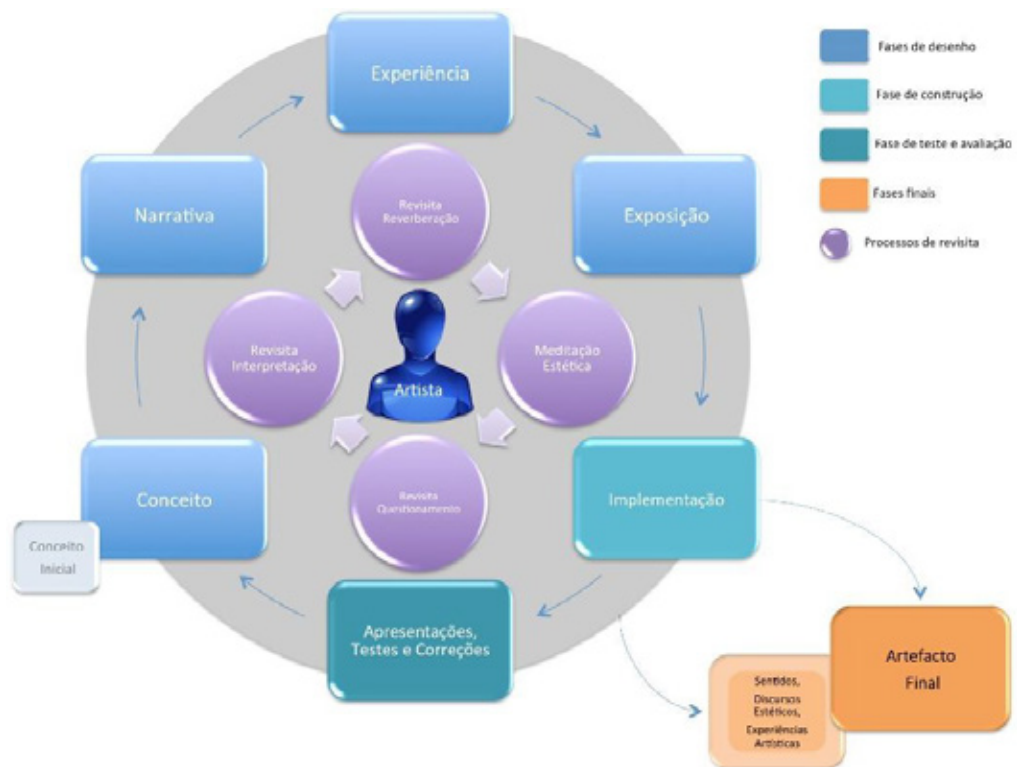 Experiência
Narrativa
Exposição
Revisita
Reverberação
Revisita
Interpretação
Meditação
Estética
Artista
Conceito
Revisita
Questionamento
Implementação
Conceito
Inicial
Apresentações,
Testes e Correções
Sentidos,
Discursos
Estéticos,
Experiências
Artísticas
Artefacto
Final
Fases de desenho
Fase de construção
Fase de teste e avaliação
Fases finais
Processos de revisita